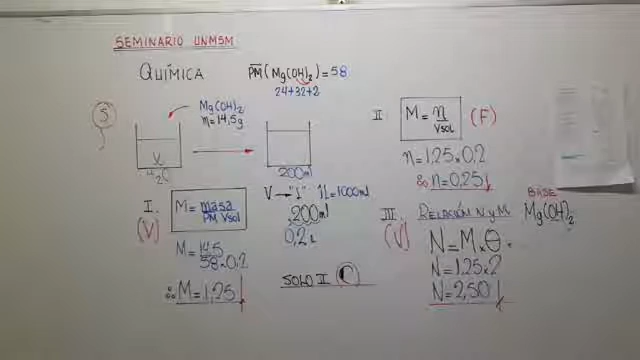 SEMINARIO UNMSM
QUÍMICA
PM (Mg(OH)2) = 58
24+32+2
5
Mg(OH)2
n = 14,5g
V
H2O
200ml
I.
(V)
M = masa / PM Vsol
M = 14,5 / 58 x 0,2
∴ M = 1,25
V → "L" 1L = 1000ml
200ml
0,2 L
SOLO II
II
M = n / Vsol
(F)
n = 1,25 x 0,2
n = 0,25
III. RELACIÓN N y M
(V)
BASE
Mg(OH)2
N = M x θ
N = 1,25 x 2
N = 2,50